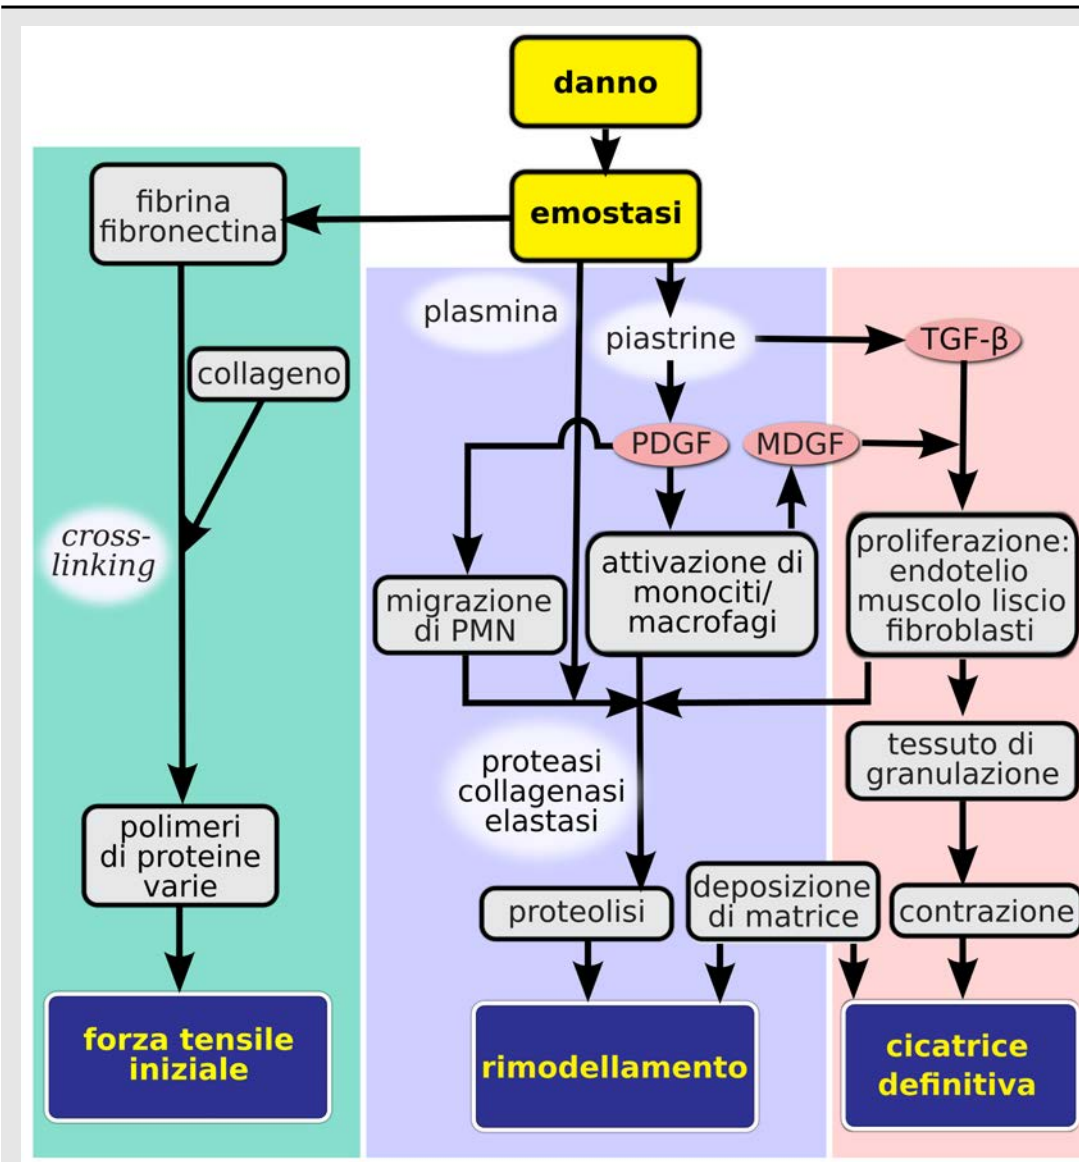 danno
emostasi
fibrina
fibronectina
plasmina
piastrine
TGF-β
collageno
PDGF
MDGF
cross-
linking
migrazione
di PMN
attivazione di
monociti/
macrofagi
proliferazione:
endotelio
muscolo liscio
fibroblasti
tessuto di
granulazione
proteasi
collagenasi
elastasi
polimeri
di proteine
varie
proteolisi
deposizione
di matrice
contrazione
forza tensile
iniziale
rimodellamento
cicatrice
definitiva